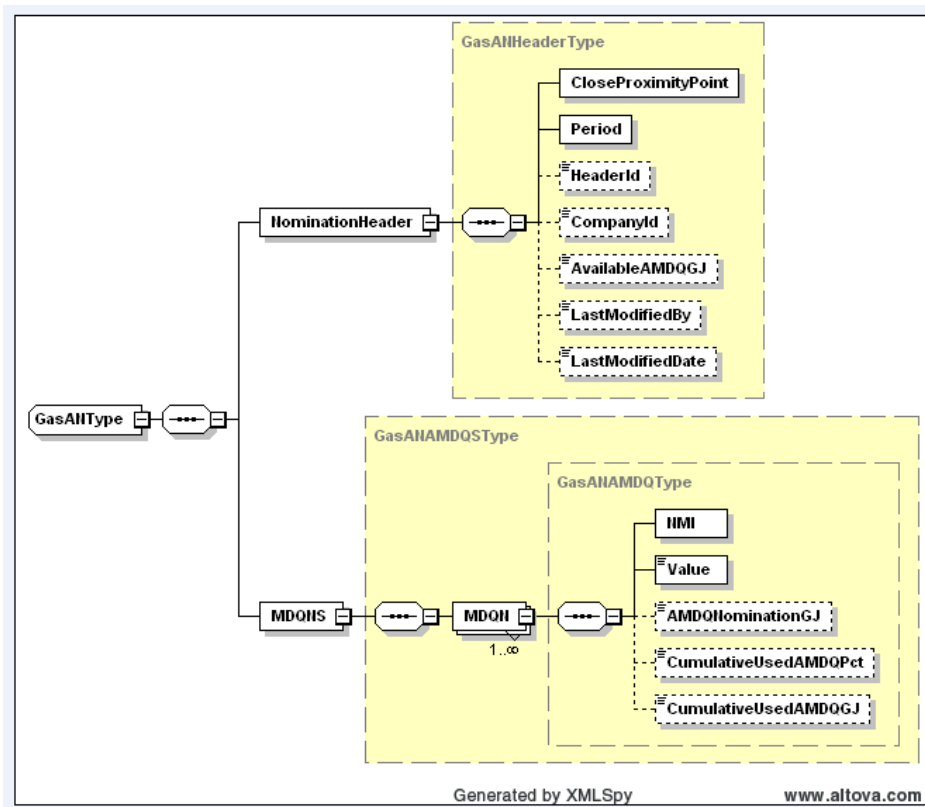 GasANHeaderType
CloseProximityPoint
Period
HeaderId
NominationHeader
CompanyId
AvailableAMDQGJ
LastModifiedBy
LastModifiedDate
GasANType
GasANAMDQSType
GasANAMDQType
NMI
Value
MDQNS
MDQN
1..∞
AMDQNominationGJ
CumulativeUsedAMDQPct
CumulativeUsedAMDQGJ
Generated by XMLSpy
www.altova.com